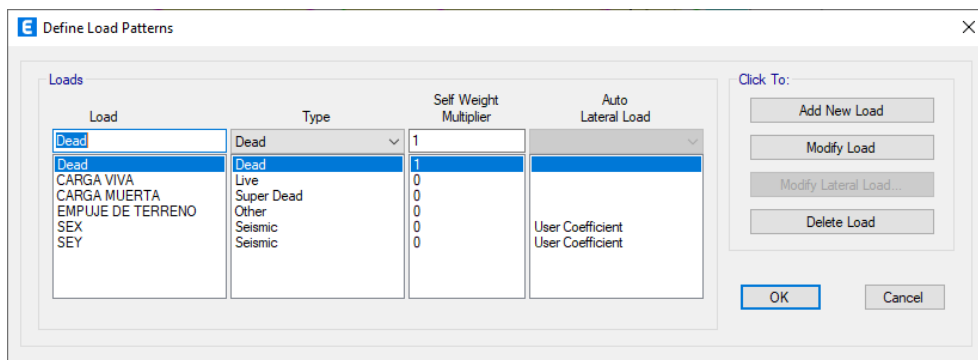 E Define Load Patterns
Loads
Click To:
Load Type Self Weight Multiplier Auto Lateral Load
Dead Dead 1
Dead Dead 1
CARGA VIVA Live 0
CARGA MUERTA Super Dead 0
EMPUJE DE TERRENO Other 0
SEX Seismic 0 User Coefficient
SEY Seismic 0 User Coefficient
Add New Load
Modify Load
Modify Lateral Load...
Delete Load
OK Cancel